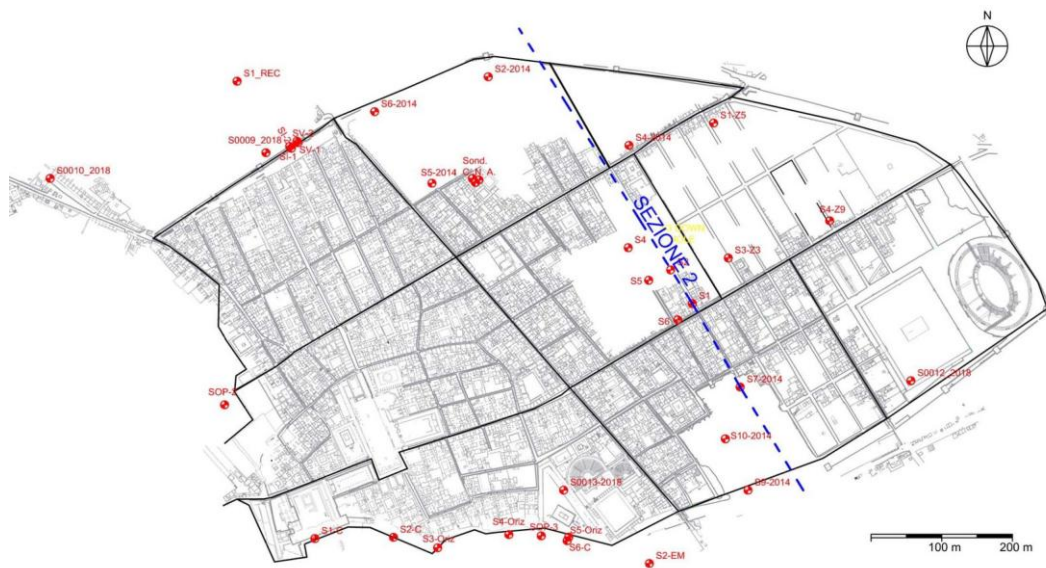 N
S1_REC
S2-2014
S6-2014
S1-Z5
SV-2
S0009_2018
SV-1
SI-1
S4-2014
S0010_2018
Sond.
C. N. A.
S5-2014
SEZIONE 2
S4-Z9
S4
S3-Z3
S5
S1
S6
SOP-2
S7-2014
S0012_2018
S10-2014
S0013-2018
S9-2014
S1-C
S2-C
S3-Oriz
S4-Oriz
SOP-3
S5-Oriz
S6-C
S2-EM
100 m
200 m